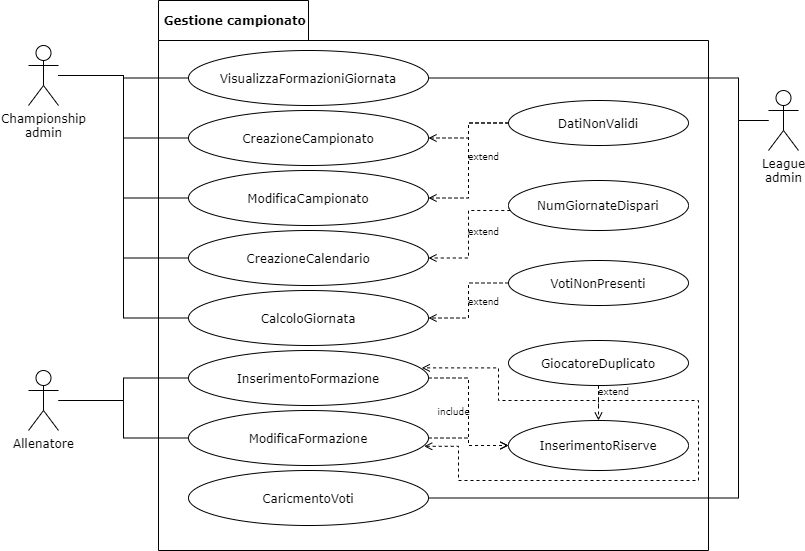 Gestione campionato
VisualizzaFormazioniGiornata
Championship
admin
DatiNonValidi
CreazioneCampionato
extend
League
admin
ModificaCampionato
NumGiornateDispari
extend
CreazioneCalendario
VotiNonPresenti
extend
CalcoloGiornata
GiocatoreDuplicato
InserimentoFormazione
extend
include
Allenatore
ModificaFormazione
InserimentoRiserve
CaricmentoVoti